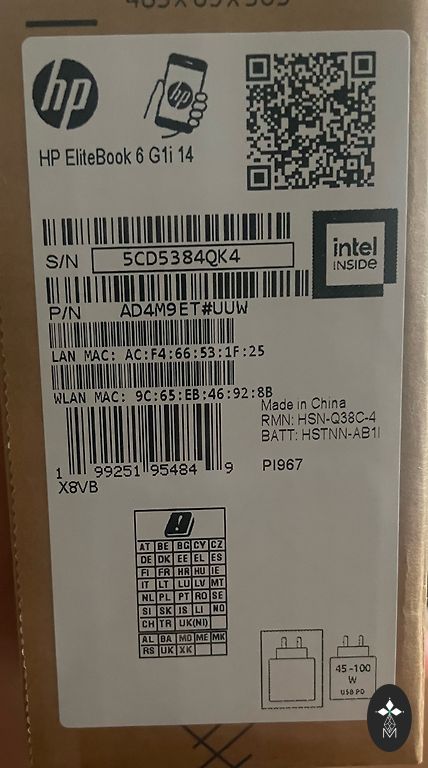 hp
hp
HP EliteBook 6 G1i 14
S/N 5CD5384QK4
intel
INSIDE
P/N AD4M9ET#UUW
LAN MAC: AC:F4:66:53:1F:25
WLAN MAC: 9C:65:EB:46:92:8B
Made in China
RMN: HSN-Q38C-4
BATT: HSTNN-AB1I
1 99251 95484 9
PI967
X8VB
AT BE BG CY CZ
DE DK EE EL ES
FI FR HR HU IE
IT LT LU LV MT
NL PL PT RO SE
SI SK IS LI NO
CH TR UK(NI)
AL BA MD ME MK
RS UK XK
45-100
W
USB PD
M